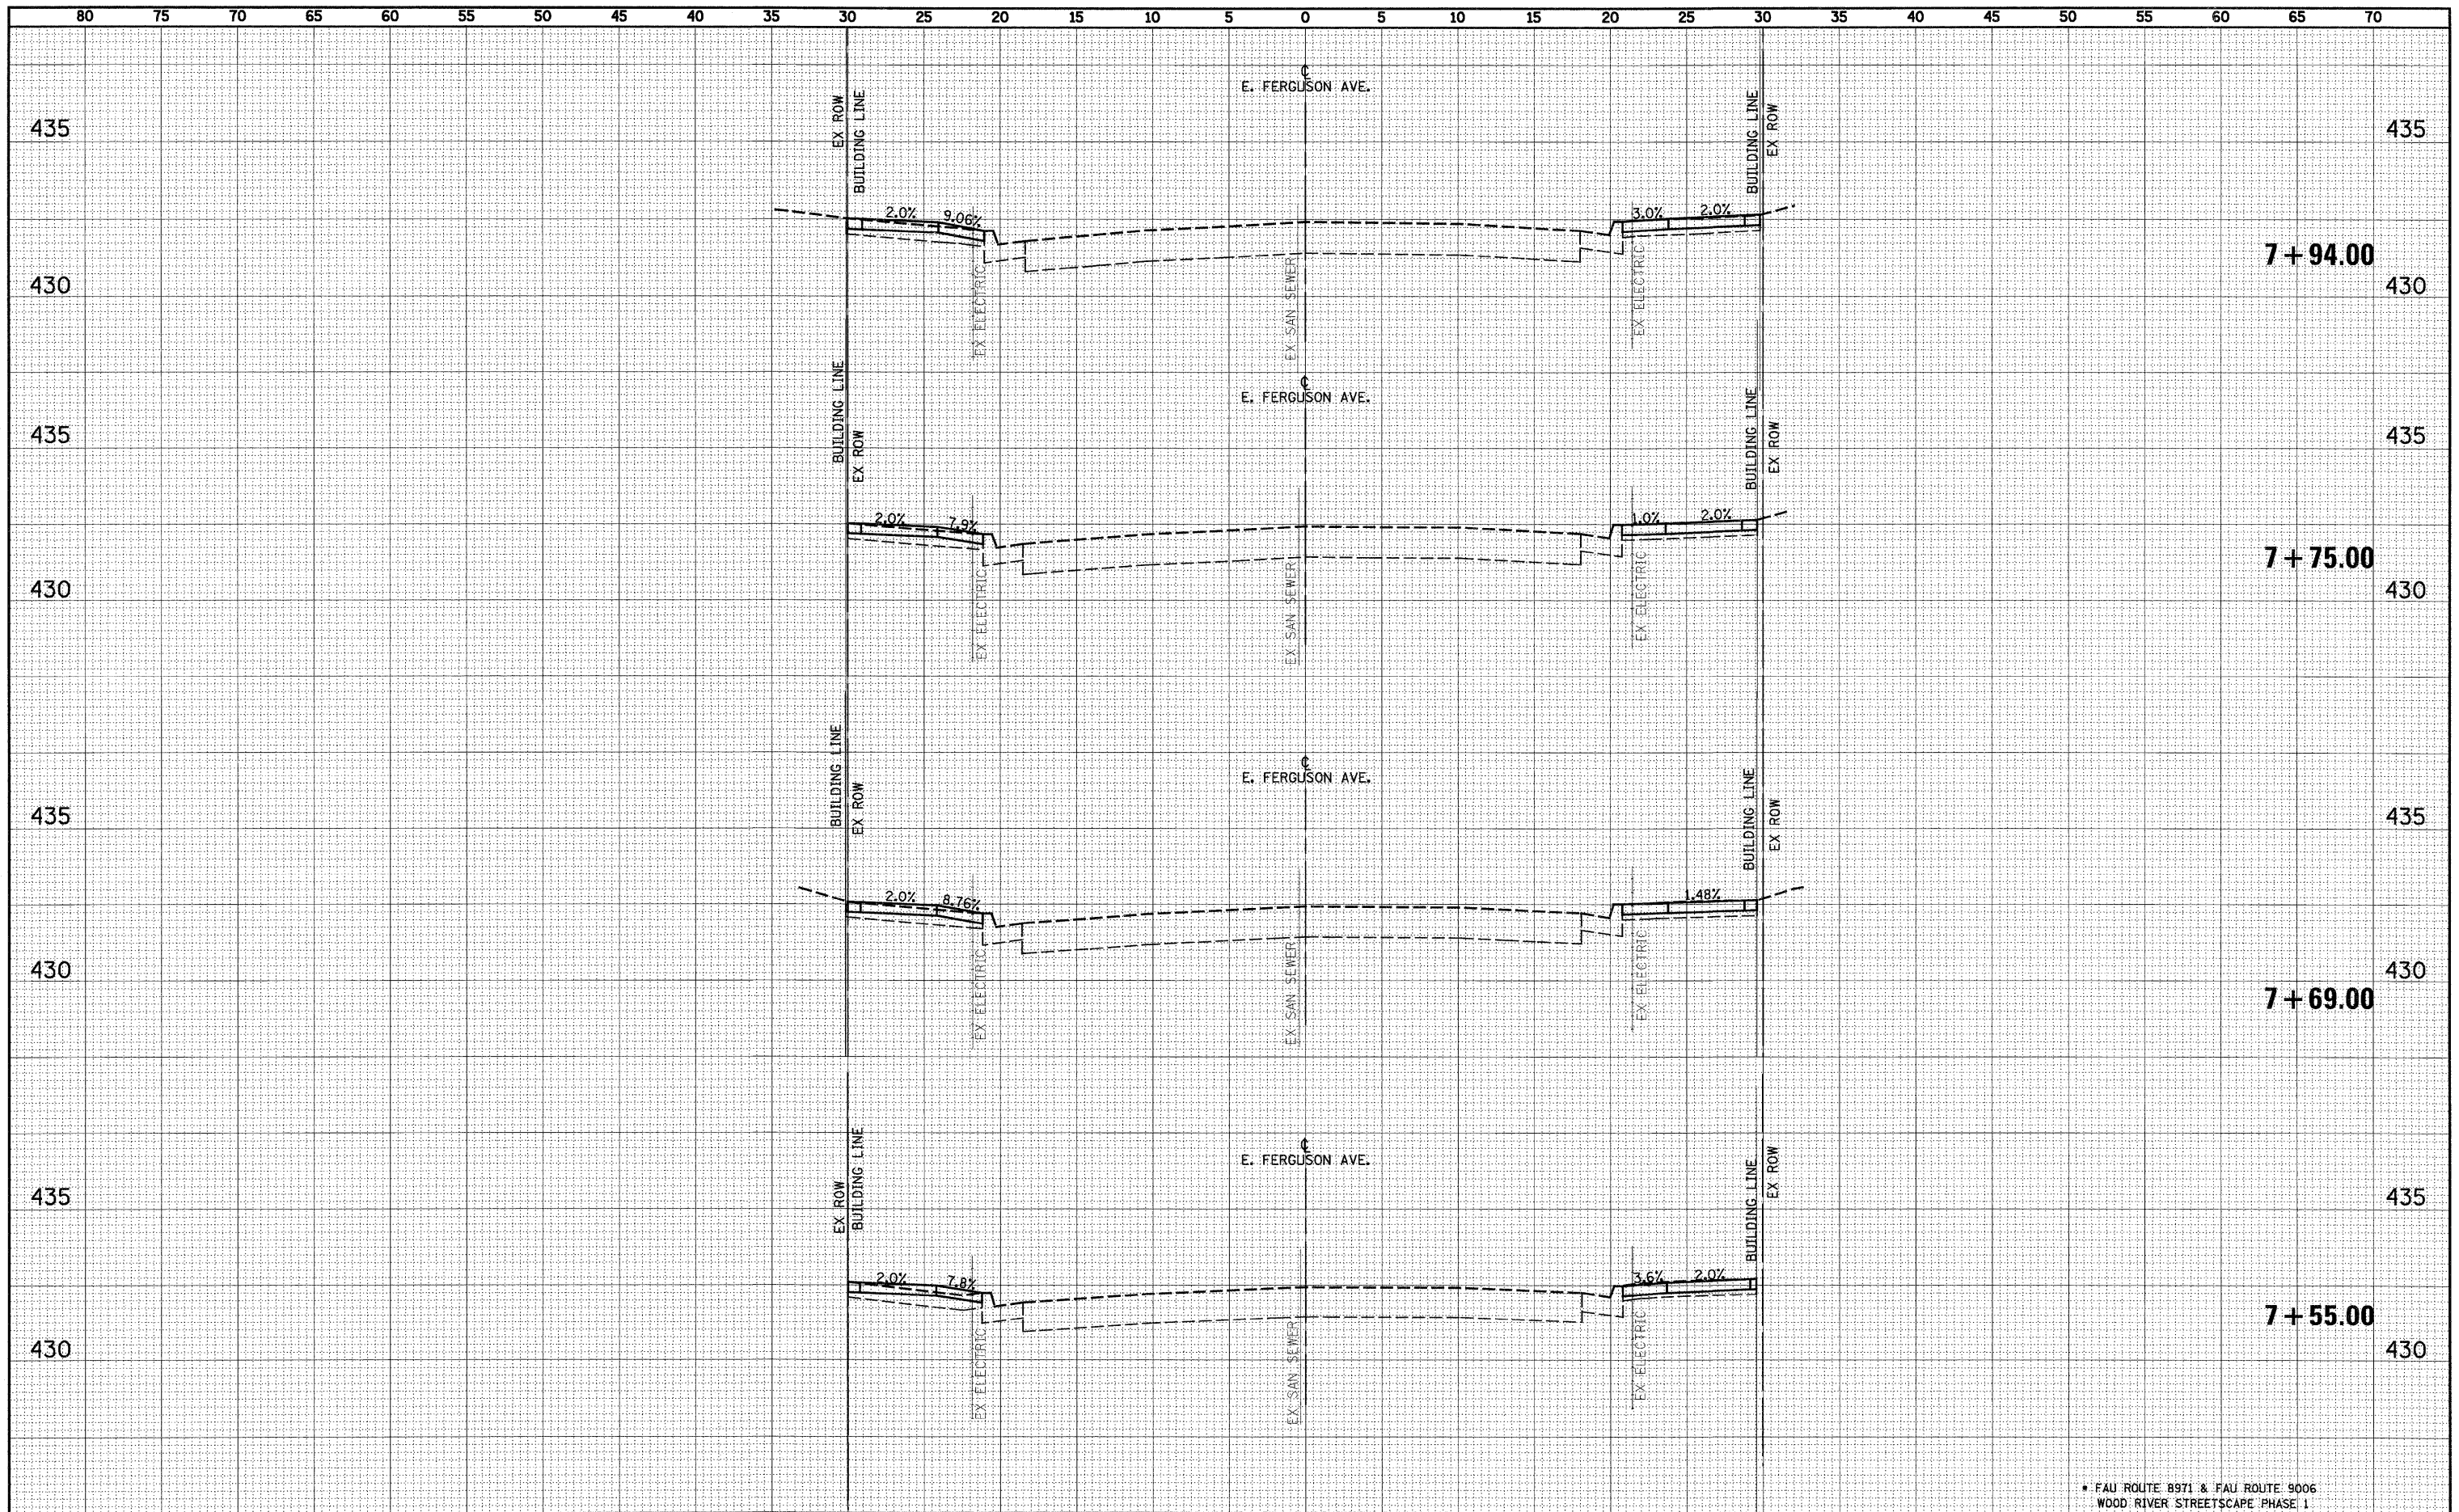 80 75 70 65 60 55 50 45 40 35 30 25 20 15 10 5 0 5 10 15 20 25 30 40 35 45 50 55 60 65 70
℄
E. FERGUSON AVE.
EX ROW
BUILDING LINE
BUILDING LINE
EX ROW
435
435
2.0%
9.06%
3.0%
2.0%
7+94.00
430
430
EX ELECTRIC
EX SAN SEWER
EX ELECTRIC
℄
E. FERGUSON AVE.
BUILDING LINE
EX ROW
BUILDING LINE
EX ROW
435
435
2.0%
7.9%
1.0%
2.0%
7+75.00
430
430
EX ELECTRIC
EX SAN SEWER
EX ELECTRIC
℄
E. FERGUSON AVE.
BUILDING LINE
EX ROW
BUILDING LINE
EX ROW
435
435
2.0%
8.76%
1.48%
430
430
7+69.00
EX ELECTRIC
EX SAN SEWER
EX ELECTRIC
℄
E. FERGUSON AVE.
EX ROW
BUILDING LINE
BUILDING LINE
EX ROW
435
435
2.0%
7.8%
3.6%
2.0%
7+55.00
430
430
EX ELECTRIC
EX SAN SEWER
EX ELECTRIC
* FAU ROUTE 8971 & FAU ROUTE 9006
WOOD RIVER STREETSCAPE PHASE 1